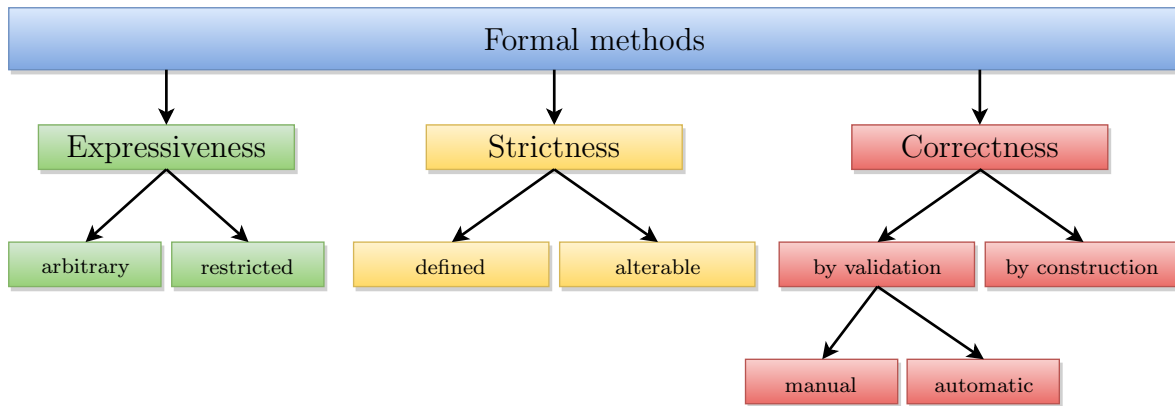 Formal methods
Expressiveness
Strictness
Correctness
arbitrary
restricted
defined
alterable
by validation
by construction
manual
automatic